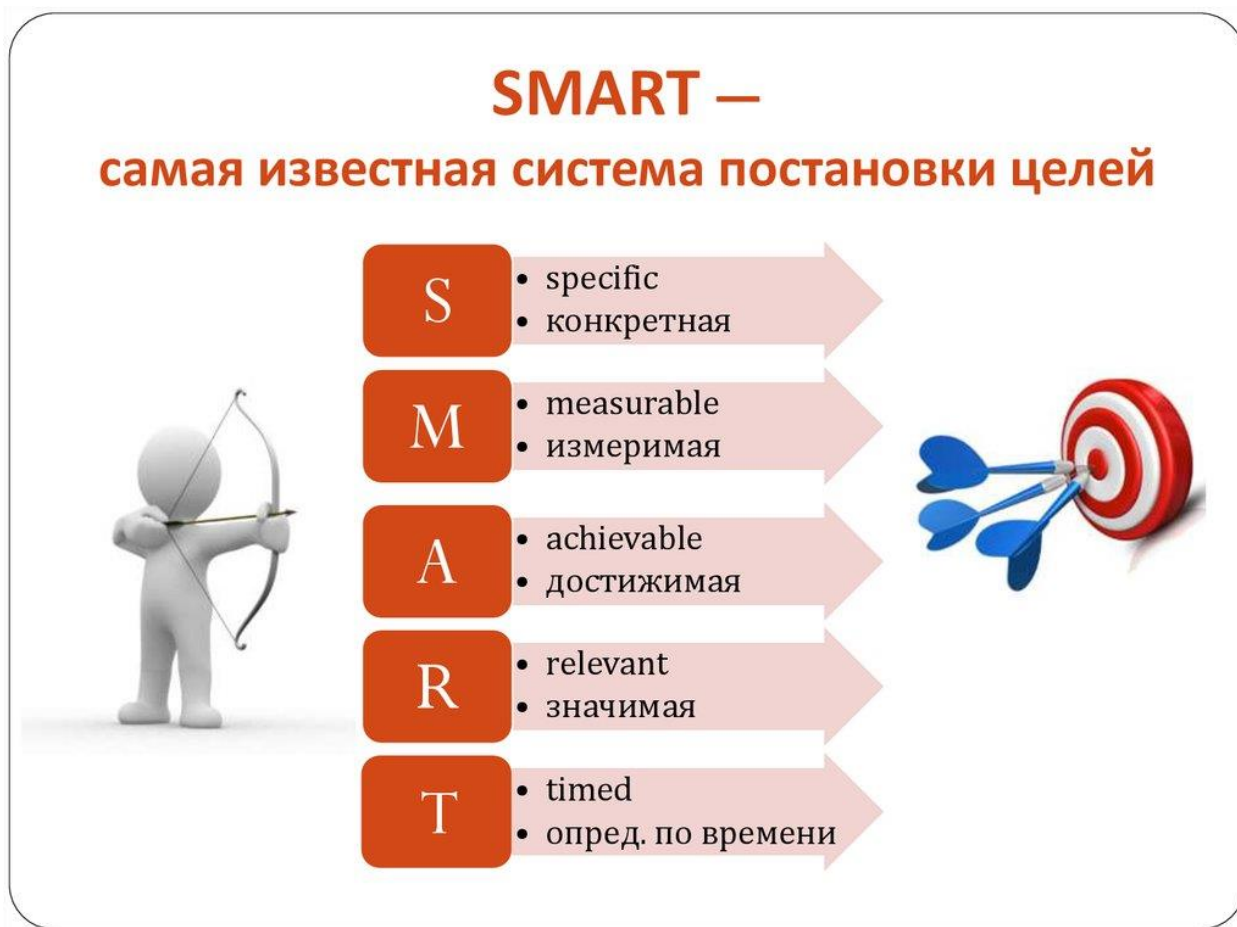 SMART —
самая известная система постановки целей
S
• specific
• конкретная
M
• measurable
• измеримая
A
• achievable
• достижимая
R
• relevant
• значимая
T
• timed
• опред. по времени